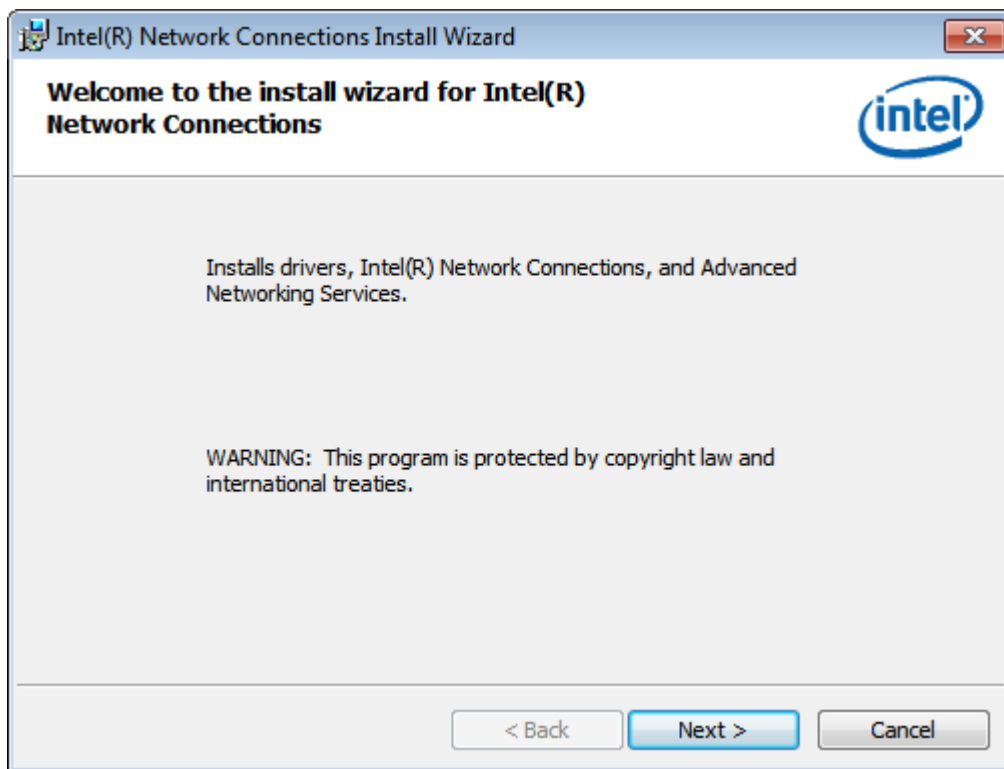 Intel(R) Network Connections Install Wizard
Welcome to the install wizard for Intel(R)
Network Connections
intel
Installs drivers, Intel(R) Network Connections, and Advanced
Networking Services.
WARNING:  This program is protected by copyright law and
international treaties.
< Back
Next >
Cancel